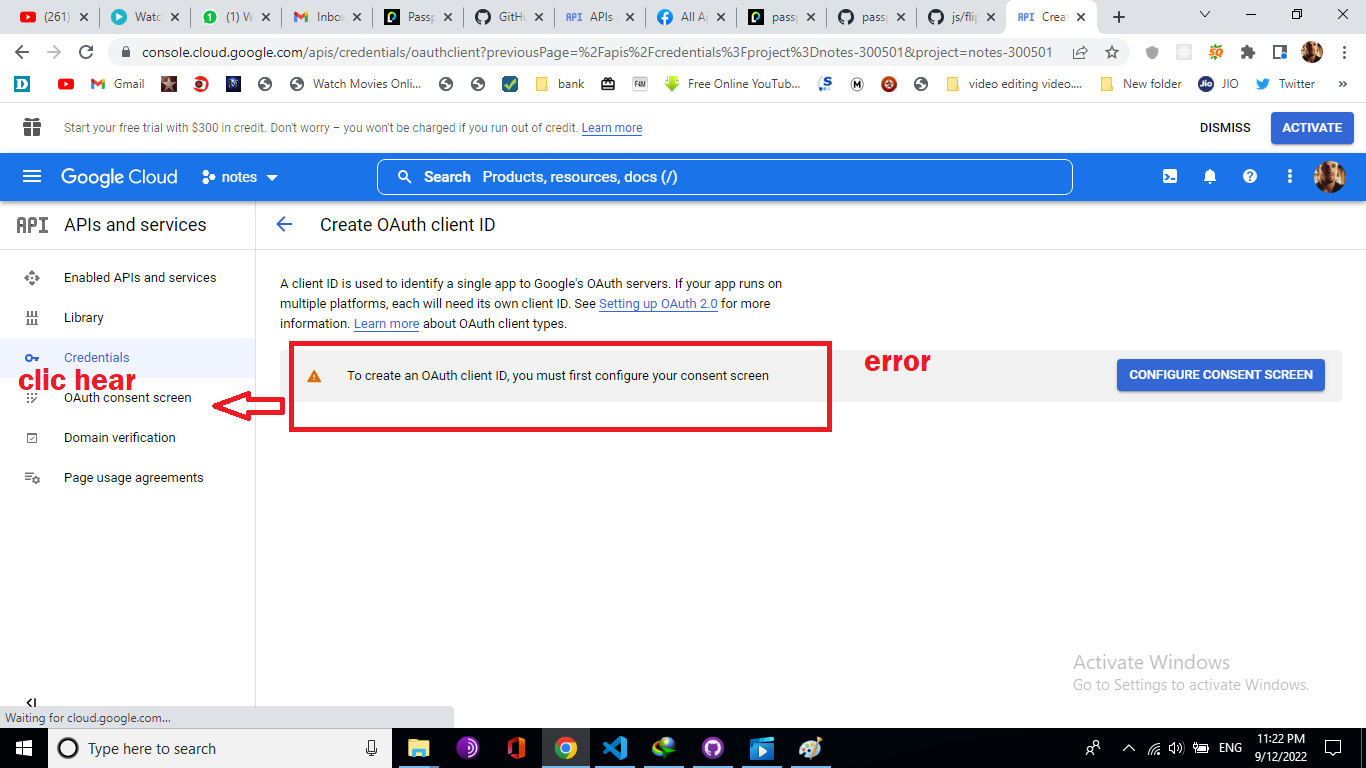 (261)
Watc
(1) W
Inbo
Passp
GitHu
APIs
All Ap
passp
pass
js/flip
Crea
console.cloud.google.com/apis/credentials/oauthclient?previousPage=%2Fapis%2Fcredentials%3Fproject%3Dnotes-300501&project=notes-300501
Gmail
Watch Movies Onli...
bank
Free Online YouTub...
video editing video....
New folder
JIO
Twitter
»
Start your free trial with $300 in credit. Don't worry – you won't be charged if you run out of credit. Learn more
DISMISS
ACTIVATE
Google Cloud
notes
Search Products, resources, docs (/)
API APIs and services
Create OAuth client ID
Enabled APIs and services
Library
Credentials
clic hear
OAuth consent screen
Domain verification
Page usage agreements
A client ID is used to identify a single app to Google's OAuth servers. If your app runs on
multiple platforms, each will need its own client ID. See Setting up OAuth 2.0 for more
information. Learn more about OAuth client types.
To create an OAuth client ID, you must first configure your consent screen
error
CONFIGURE CONSENT SCREEN
Activate Windows
Go to Settings to activate Windows.
Waiting for cloud.google.com...
Type here to search
ENG
11:22 PM
9/12/2022